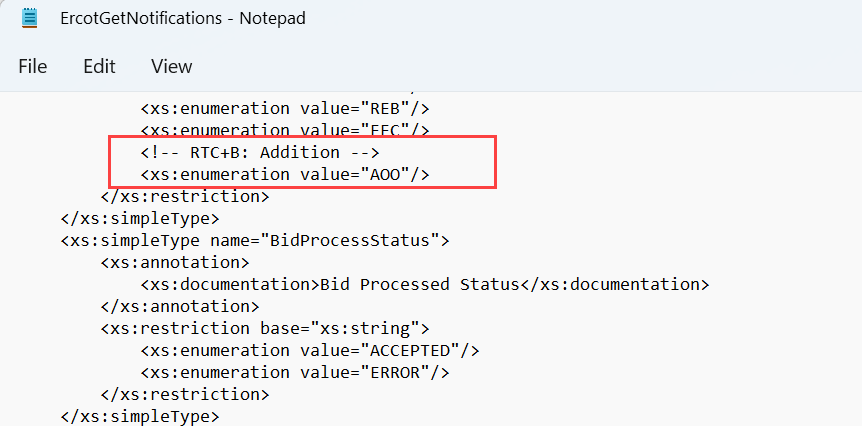 ErcotGetNotifications - Notepad
File Edit View
<xs:enumeration value="REB"/>
<xs:enumeration value="EEC"/>
<!-- RTC+B: Addition -->
<xs:enumeration value="AOO"/>
</xs:restriction>
</xs:simpleType>
<xs:simpleType name="BidProcessStatus">
<xs:annotation>
<xs:documentation>Bid Processed Status</xs:documentation>
</xs:annotation>
<xs:restriction base="xs:string">
<xs:enumeration value="ACCEPTED"/>
<xs:enumeration value="ERROR"/>
</xs:restriction>
</xs:simpleType>